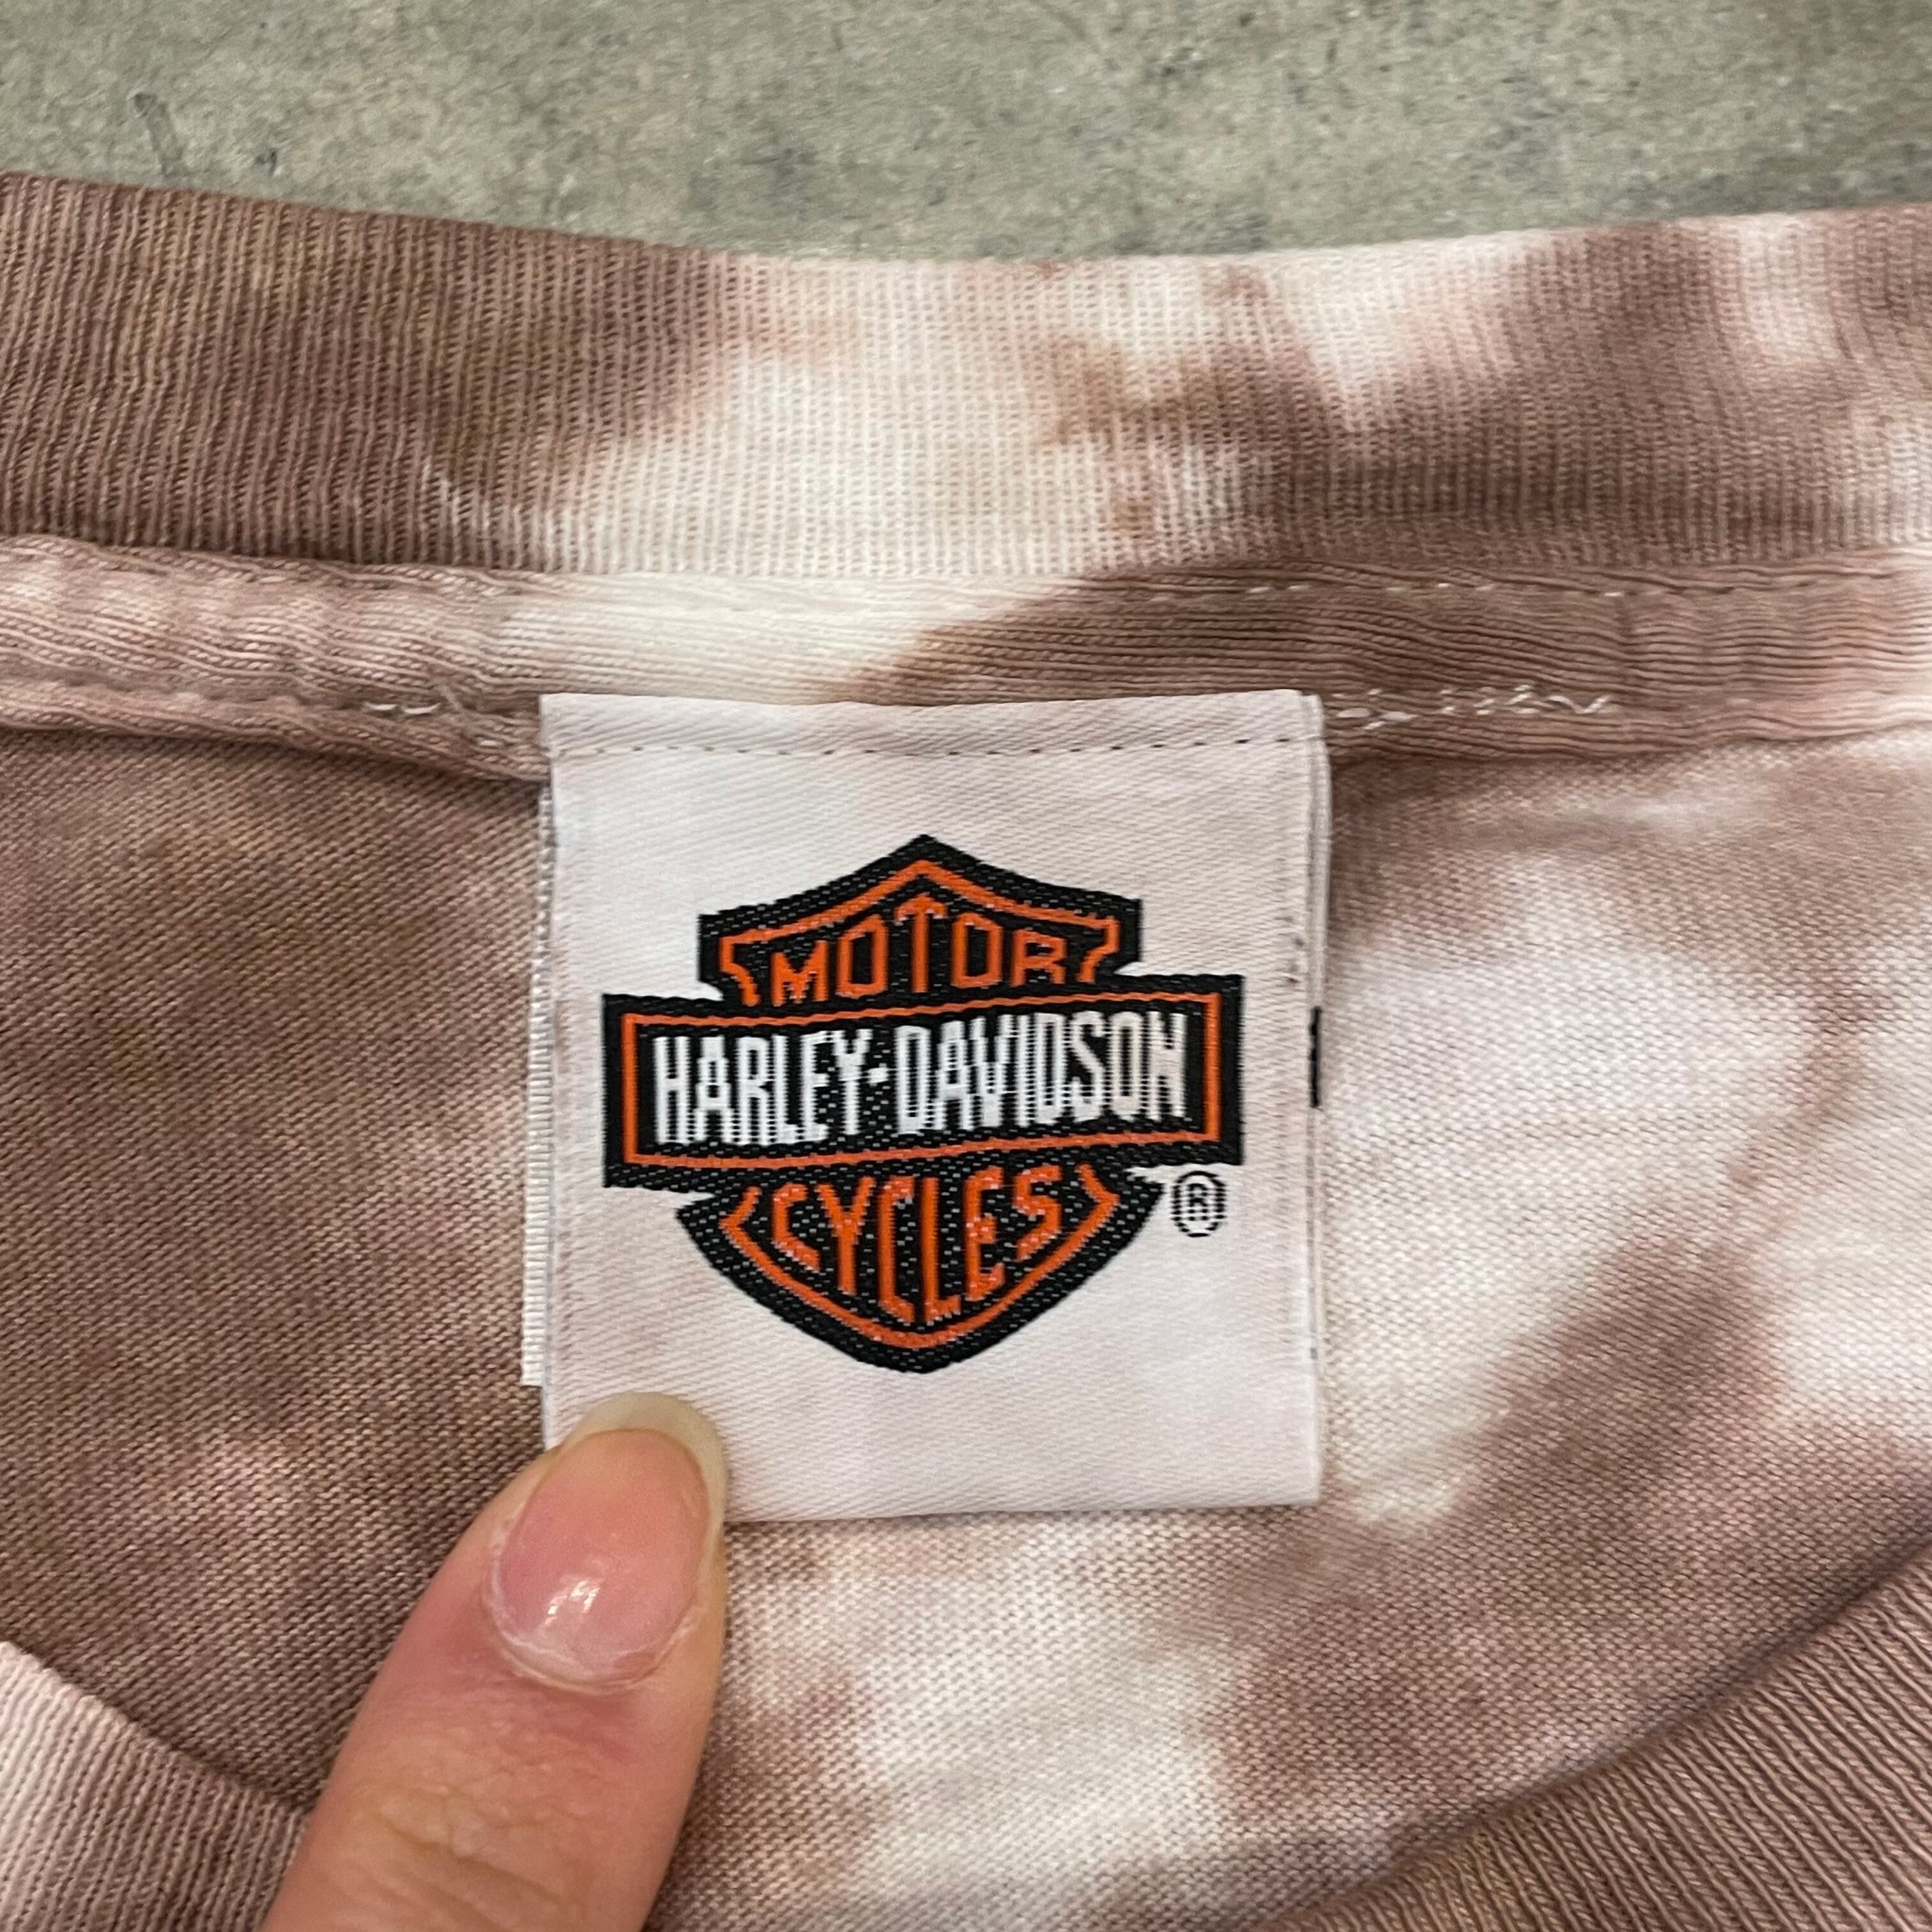 MOTOR
HARLEY-DAVIDSON
CYCLES
®